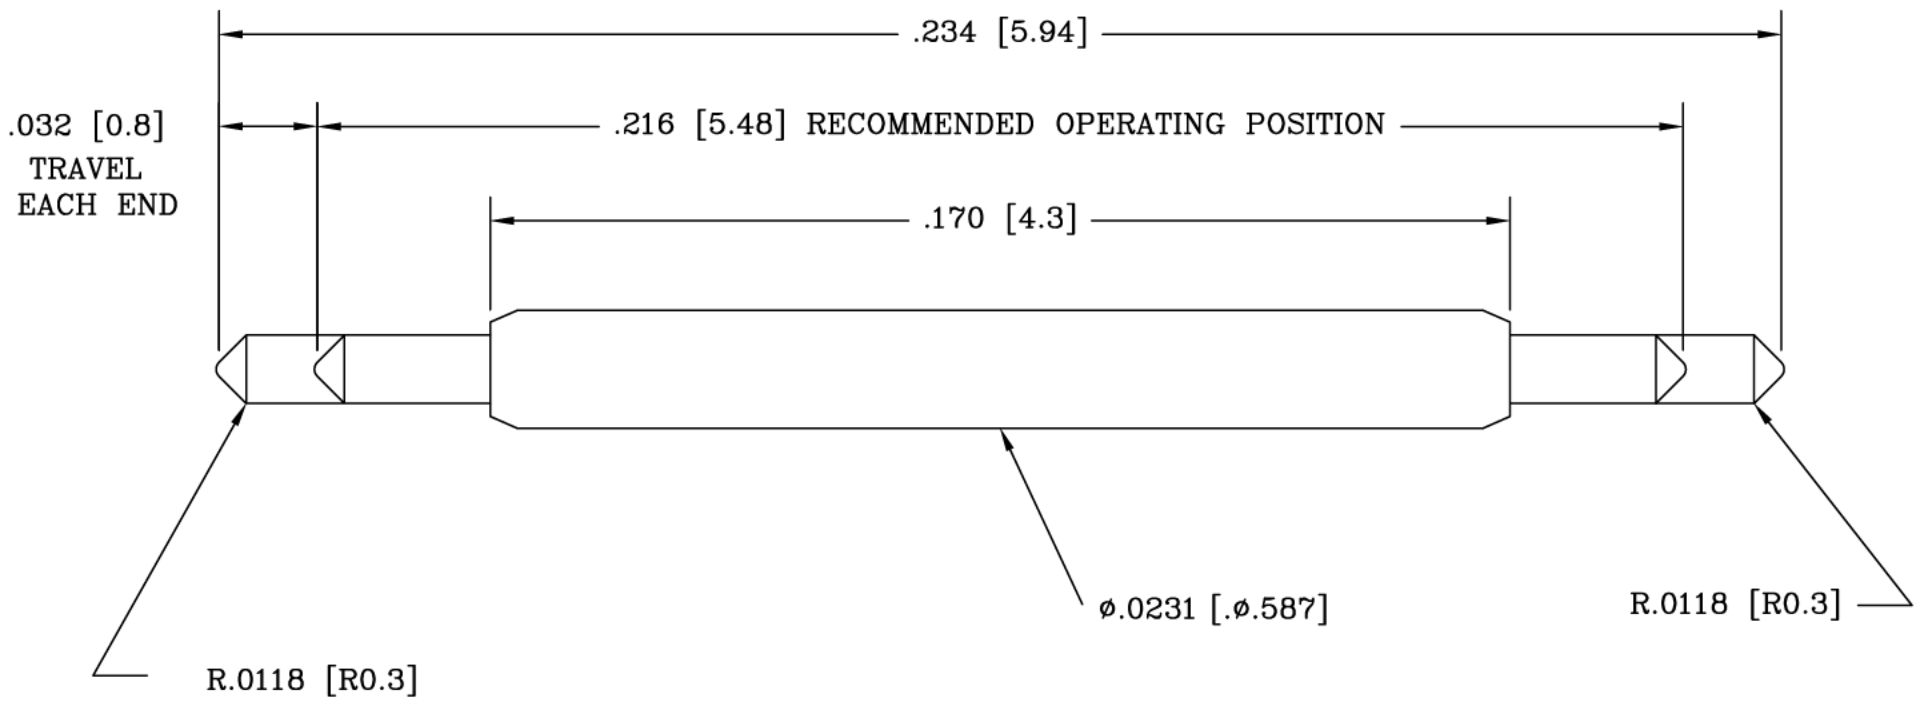 .234 [5.94]
.032 [0.8]
TRAVEL
EACH END
.216 [5.48] RECOMMENDED OPERATING POSITION
.170 [4.3]
ø.0231 [.ø.587]
R.0118 [R0.3]
R.0118 [R0.3]